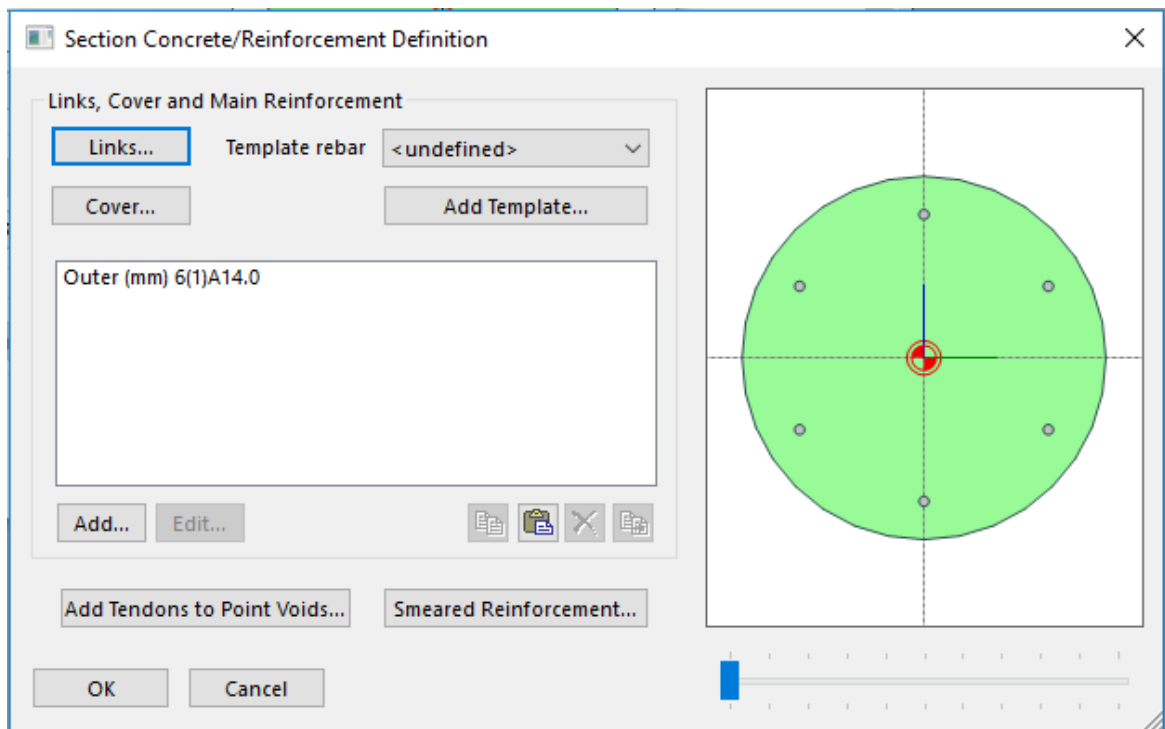 Section Concrete/Reinforcement Definition
Links, Cover and Main Reinforcement
Links...
Template rebar
<undefined>
Cover...
Add Template...
Outer (mm) 6(1)A14.0
Add...
Edit...
Add Tendons to Point Voids...
Smeared Reinforcement...
OK
Cancel